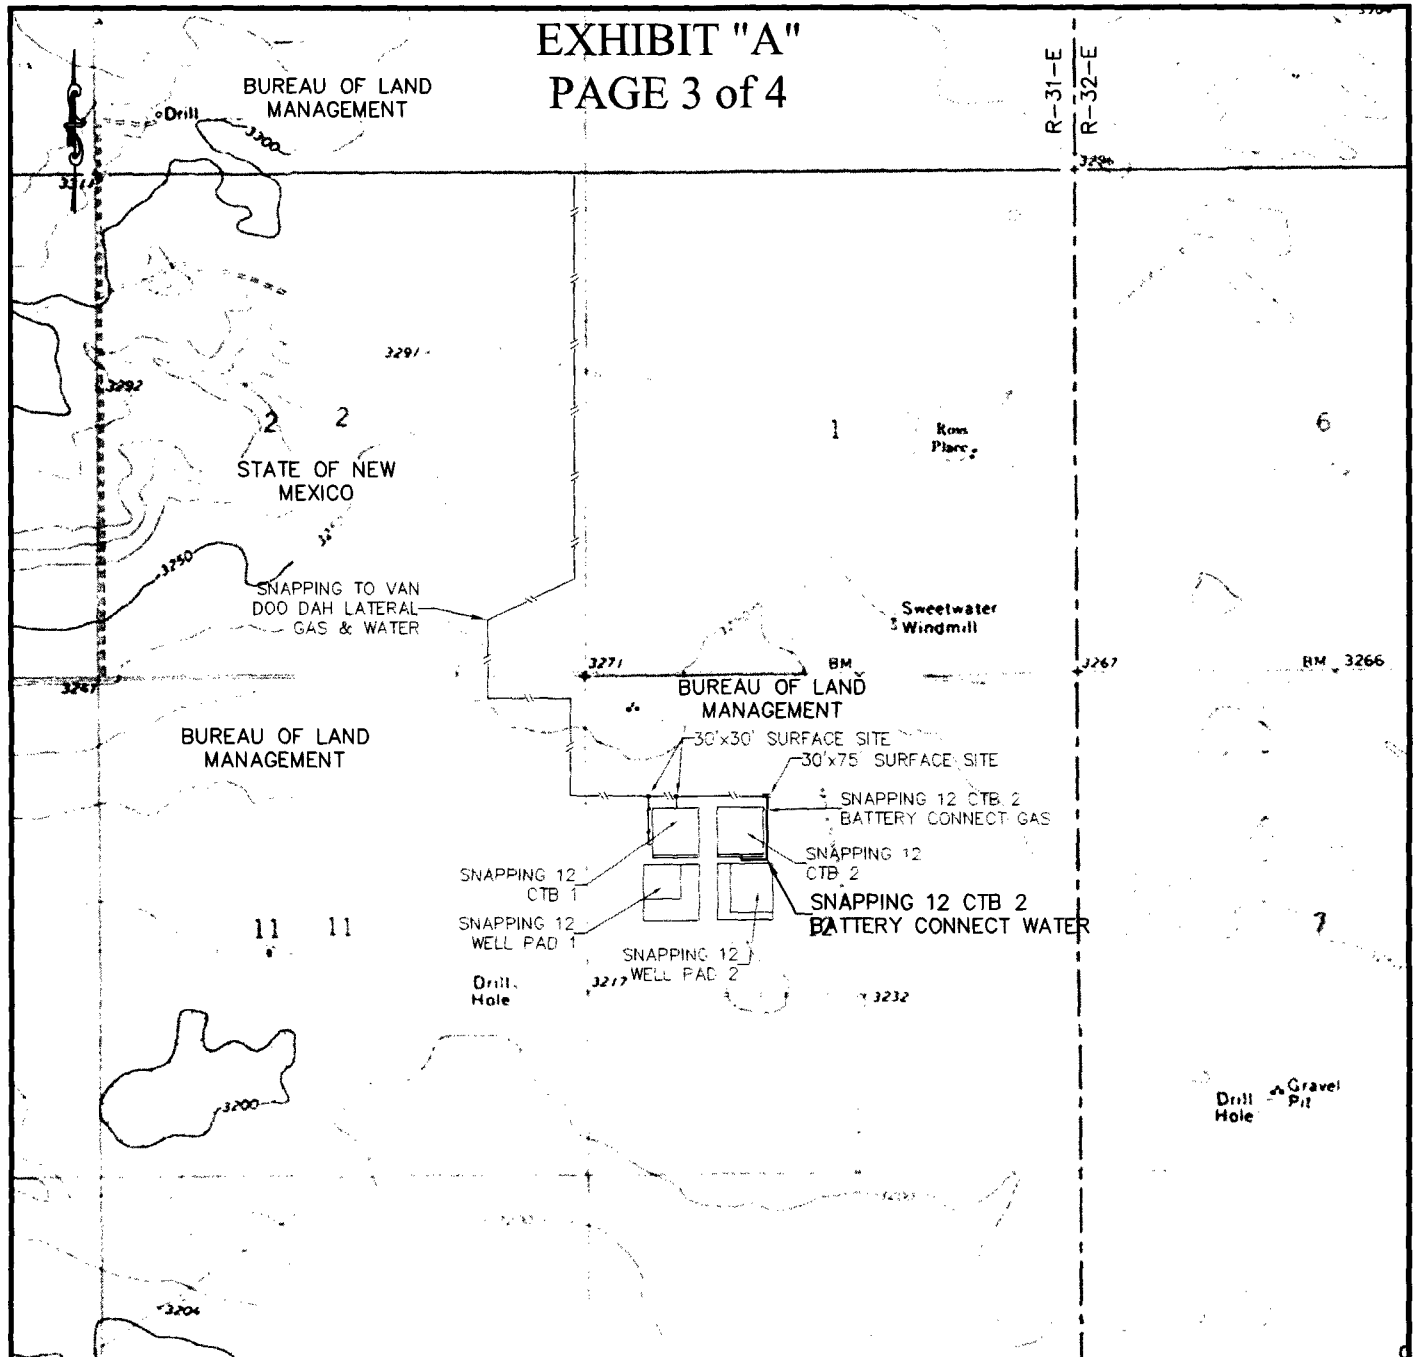 EXHIBIT "A"
PAGE 3 of 4
R-31-E
R-32-E
BUREAU OF LAND
MANAGEMENT
Drill
3300
3296
3291
3292
2 2
1
6
Ross
Place
STATE OF NEW
MEXICO
3250
SNAPPING TO VAN
DOO DAH LATERAL
GAS & WATER
Sweetwater
Windmill
3271
BM
3267
BM 3266
3247
BUREAU OF LAND
MANAGEMENT
BUREAU OF LAND
MANAGEMENT
30'x30' SURFACE SITE
30'x75' SURFACE SITE
SNAPPING 12 CTB 2
BATTERY CONNECT GAS
SNAPPING 12
CTB 2
SNAPPING 12
CTB 1
SNAPPING 12 CTB 2
BATTERY CONNECT WATER
12
SNAPPING 12
WELL PAD 1
11 11
7
SNAPPING 12
WELL PAD 2
Drill
Hole
3217
3232
3200
Drill
Hole
Gravel
Pit
3204